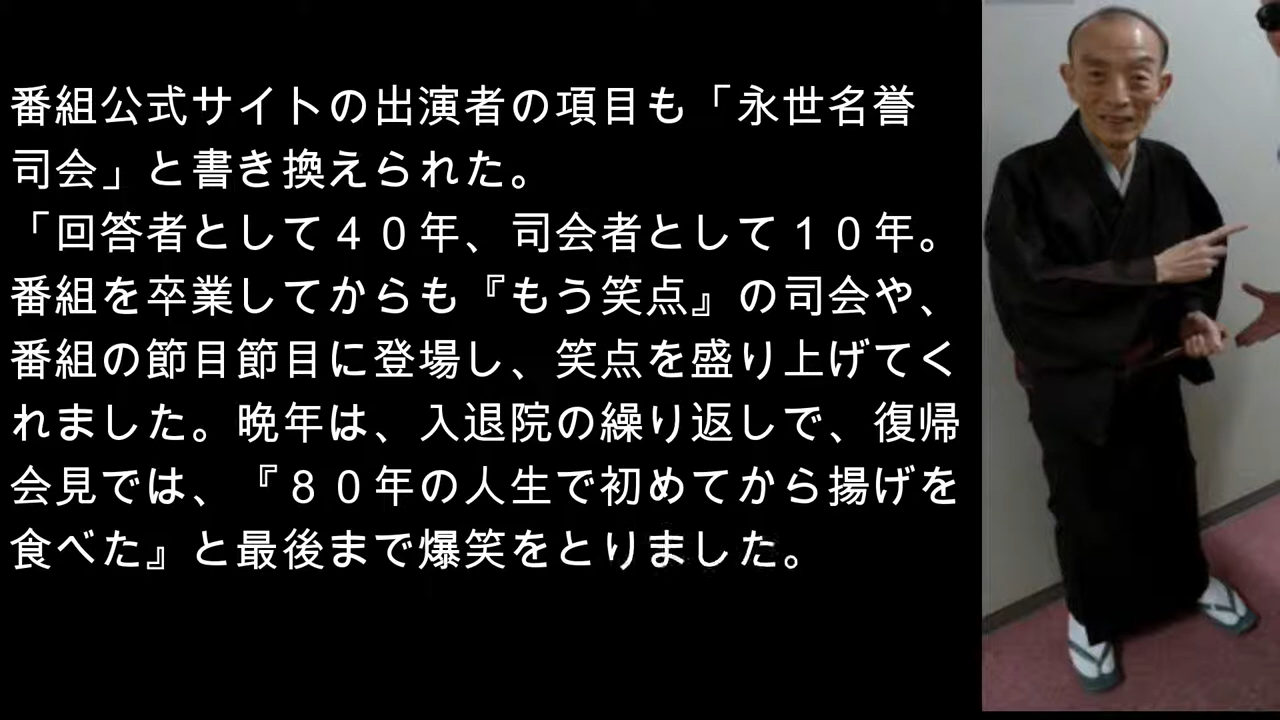 番組公式サイトの出演者の項目も「永世名誉
司会」と書き換えられた。
「回答者として４０年、司会者として１０年。
番組を卒業してからも『もう笑点』の司会や、
番組の節目節目に登場し、笑点を盛り上げてく
れました。晩年は、入退院の繰り返しで、復帰
会見では、『８０年の人生で初めてから揚げを
食べた』と最後まで爆笑をとりました。